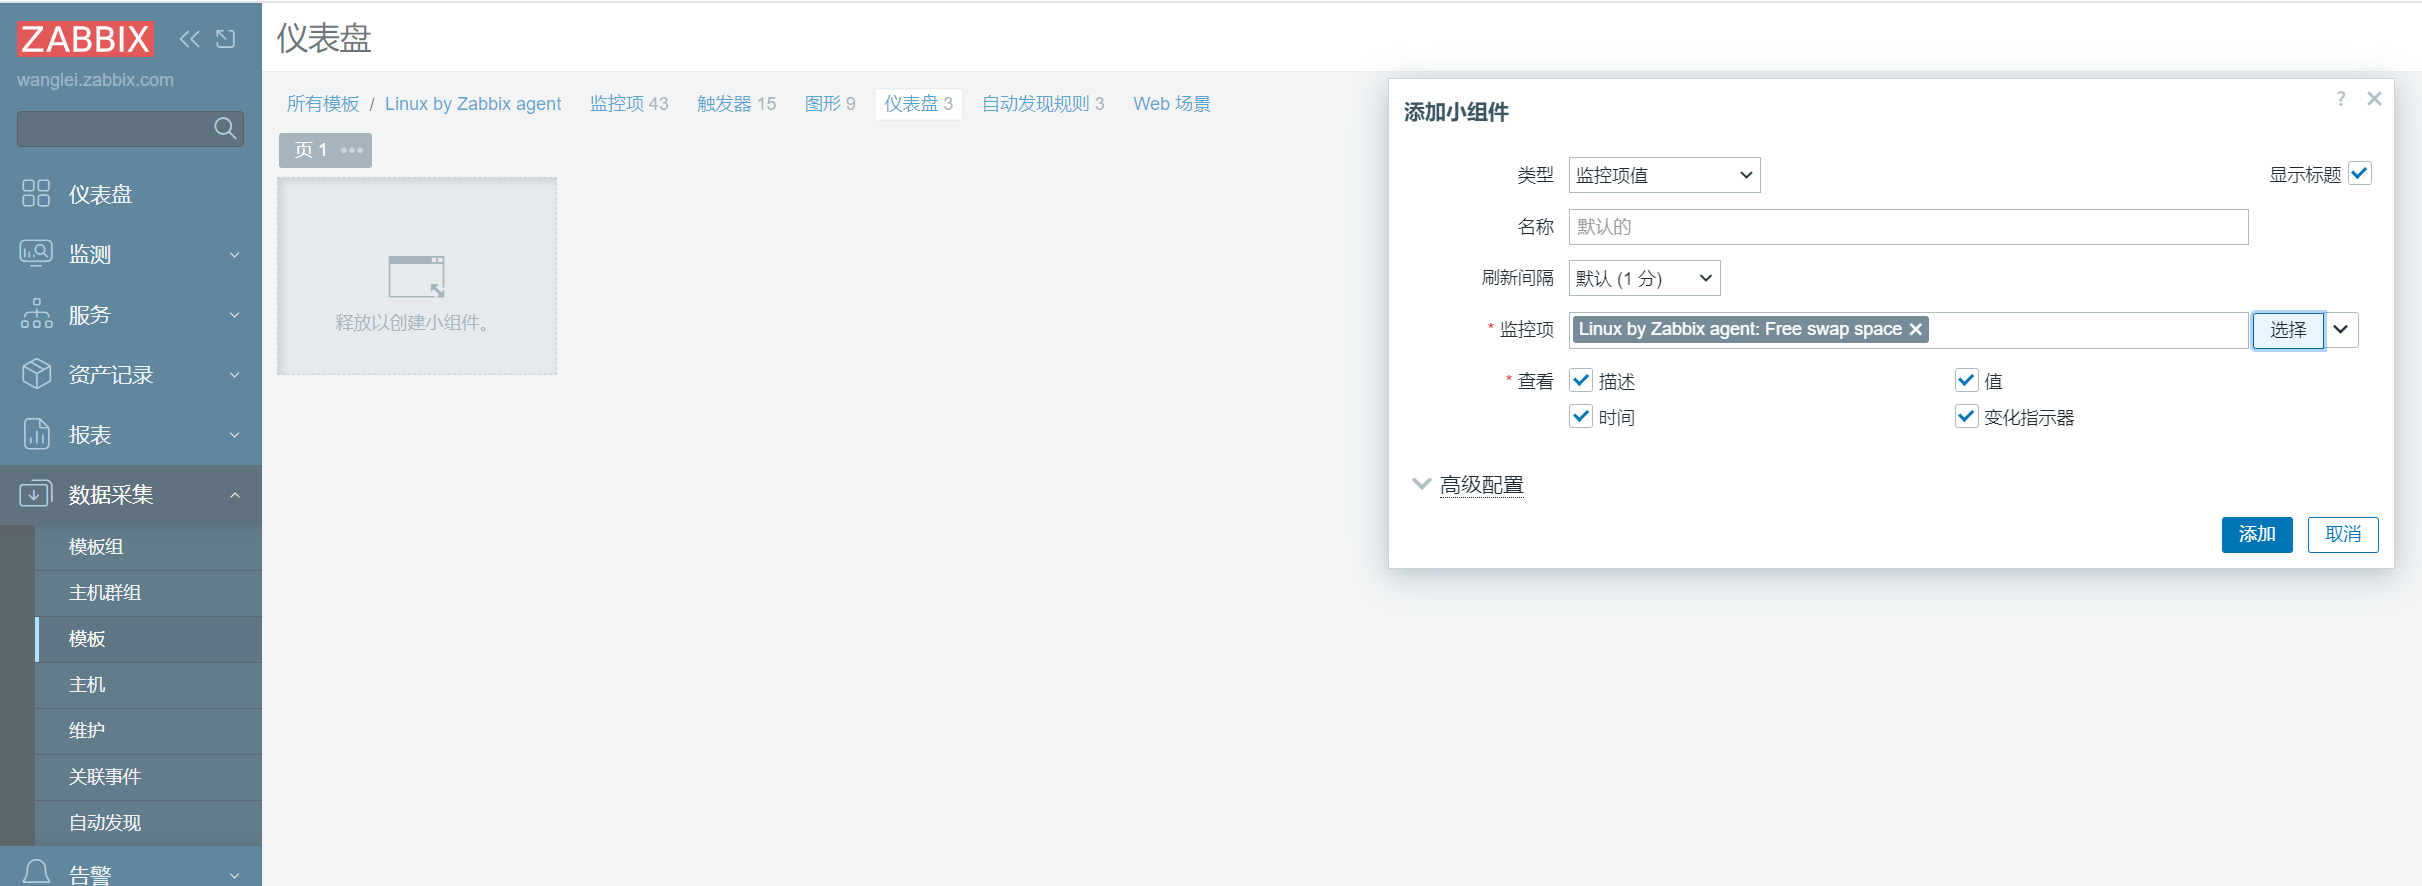 ZABBIX
wanglei.zabbix.com
仪表盘
监测
服务
资产记录
报表
数据采集
模板组
主机群组
模板
主机
维护
关联事件
自动发现
告警
仪表盘
所有模板 / Linux by Zabbix agent 监控项 43 触发器 15 图形 9 仪表盘 3 自动发现规则 3 Web 场景
页 1
释放以创建小组件。
添加小组件
?
类型 监控项值 显示标题
名称 默认的
刷新间隔 默认 (1 分)
* 监控项 Linux by Zabbix agent: Free swap space 选择
* 查看 描述 值
时间 变化指示器
高级配置
添加 取消